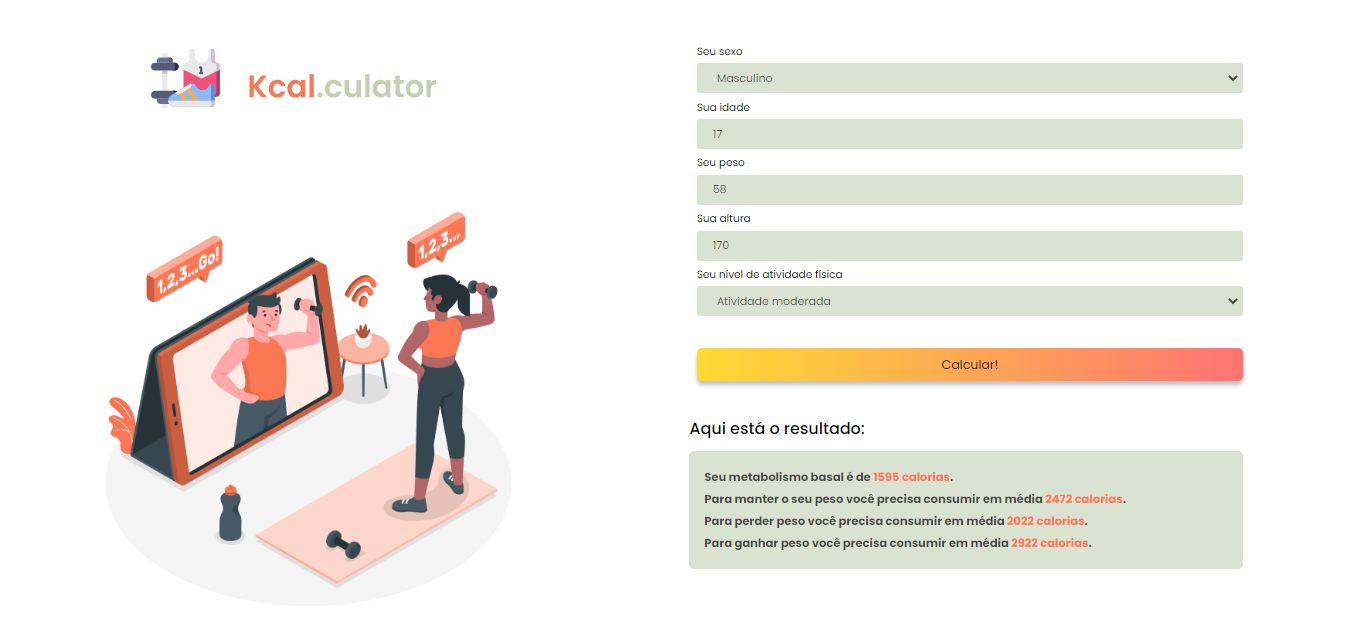 Kcal.culator
1
1,2,3...Go!
1,2,3...
Seu sexo
Masculino
Sua idade
17
Seu peso
58
Sua altura
170
Seu nível de atividade física
Atividade moderada
Calcular!
Aqui está o resultado:
Seu metabolismo basal é de 1595 calorias.
Para manter o seu peso você precisa consumir em média 2472 calorias.
Para perder peso você precisa consumir em média 2022 calorias.
Para ganhar peso você precisa consumir em média 2922 calorias.